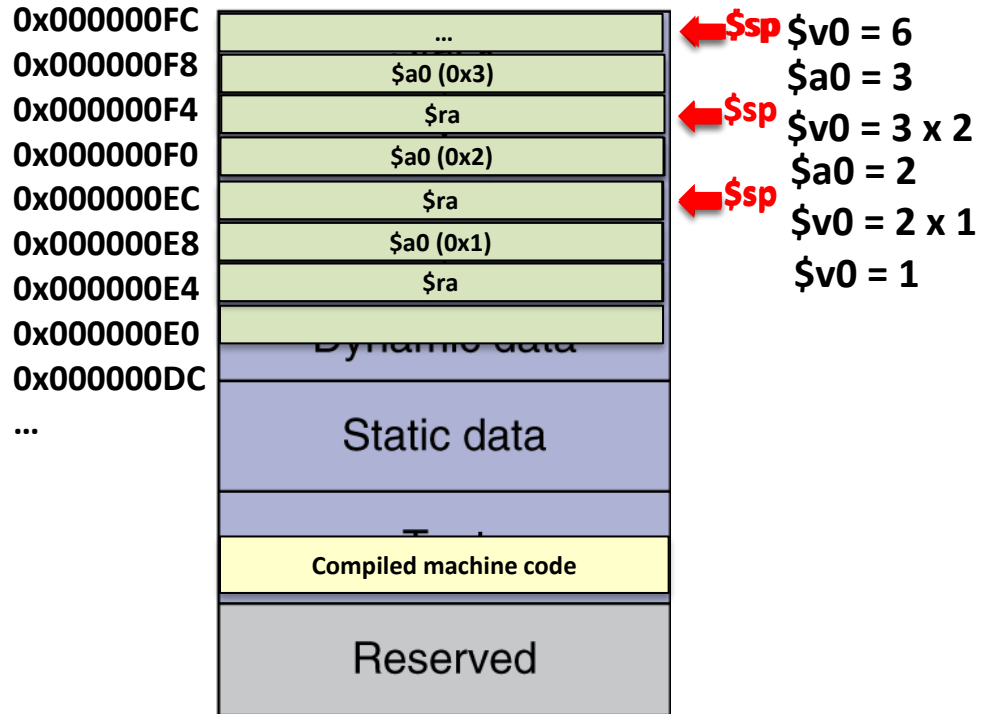 0x000000FC
0x000000F8
0x000000F4
0x000000F0
0x000000EC
0x000000E8
0x000000E4
0x000000E0
0x000000DC
...
...
$a0 (0x3)
$ra
$a0 (0x2)
$ra
$a0 (0x1)
$ra
Dynamic data
Static data
Compiled machine code
Reserved
$sp
$sp
$sp
$v0 = 6
$a0 = 3
$v0 = 3 x 2
$a0 = 2
$v0 = 2 x 1
$v0 = 1